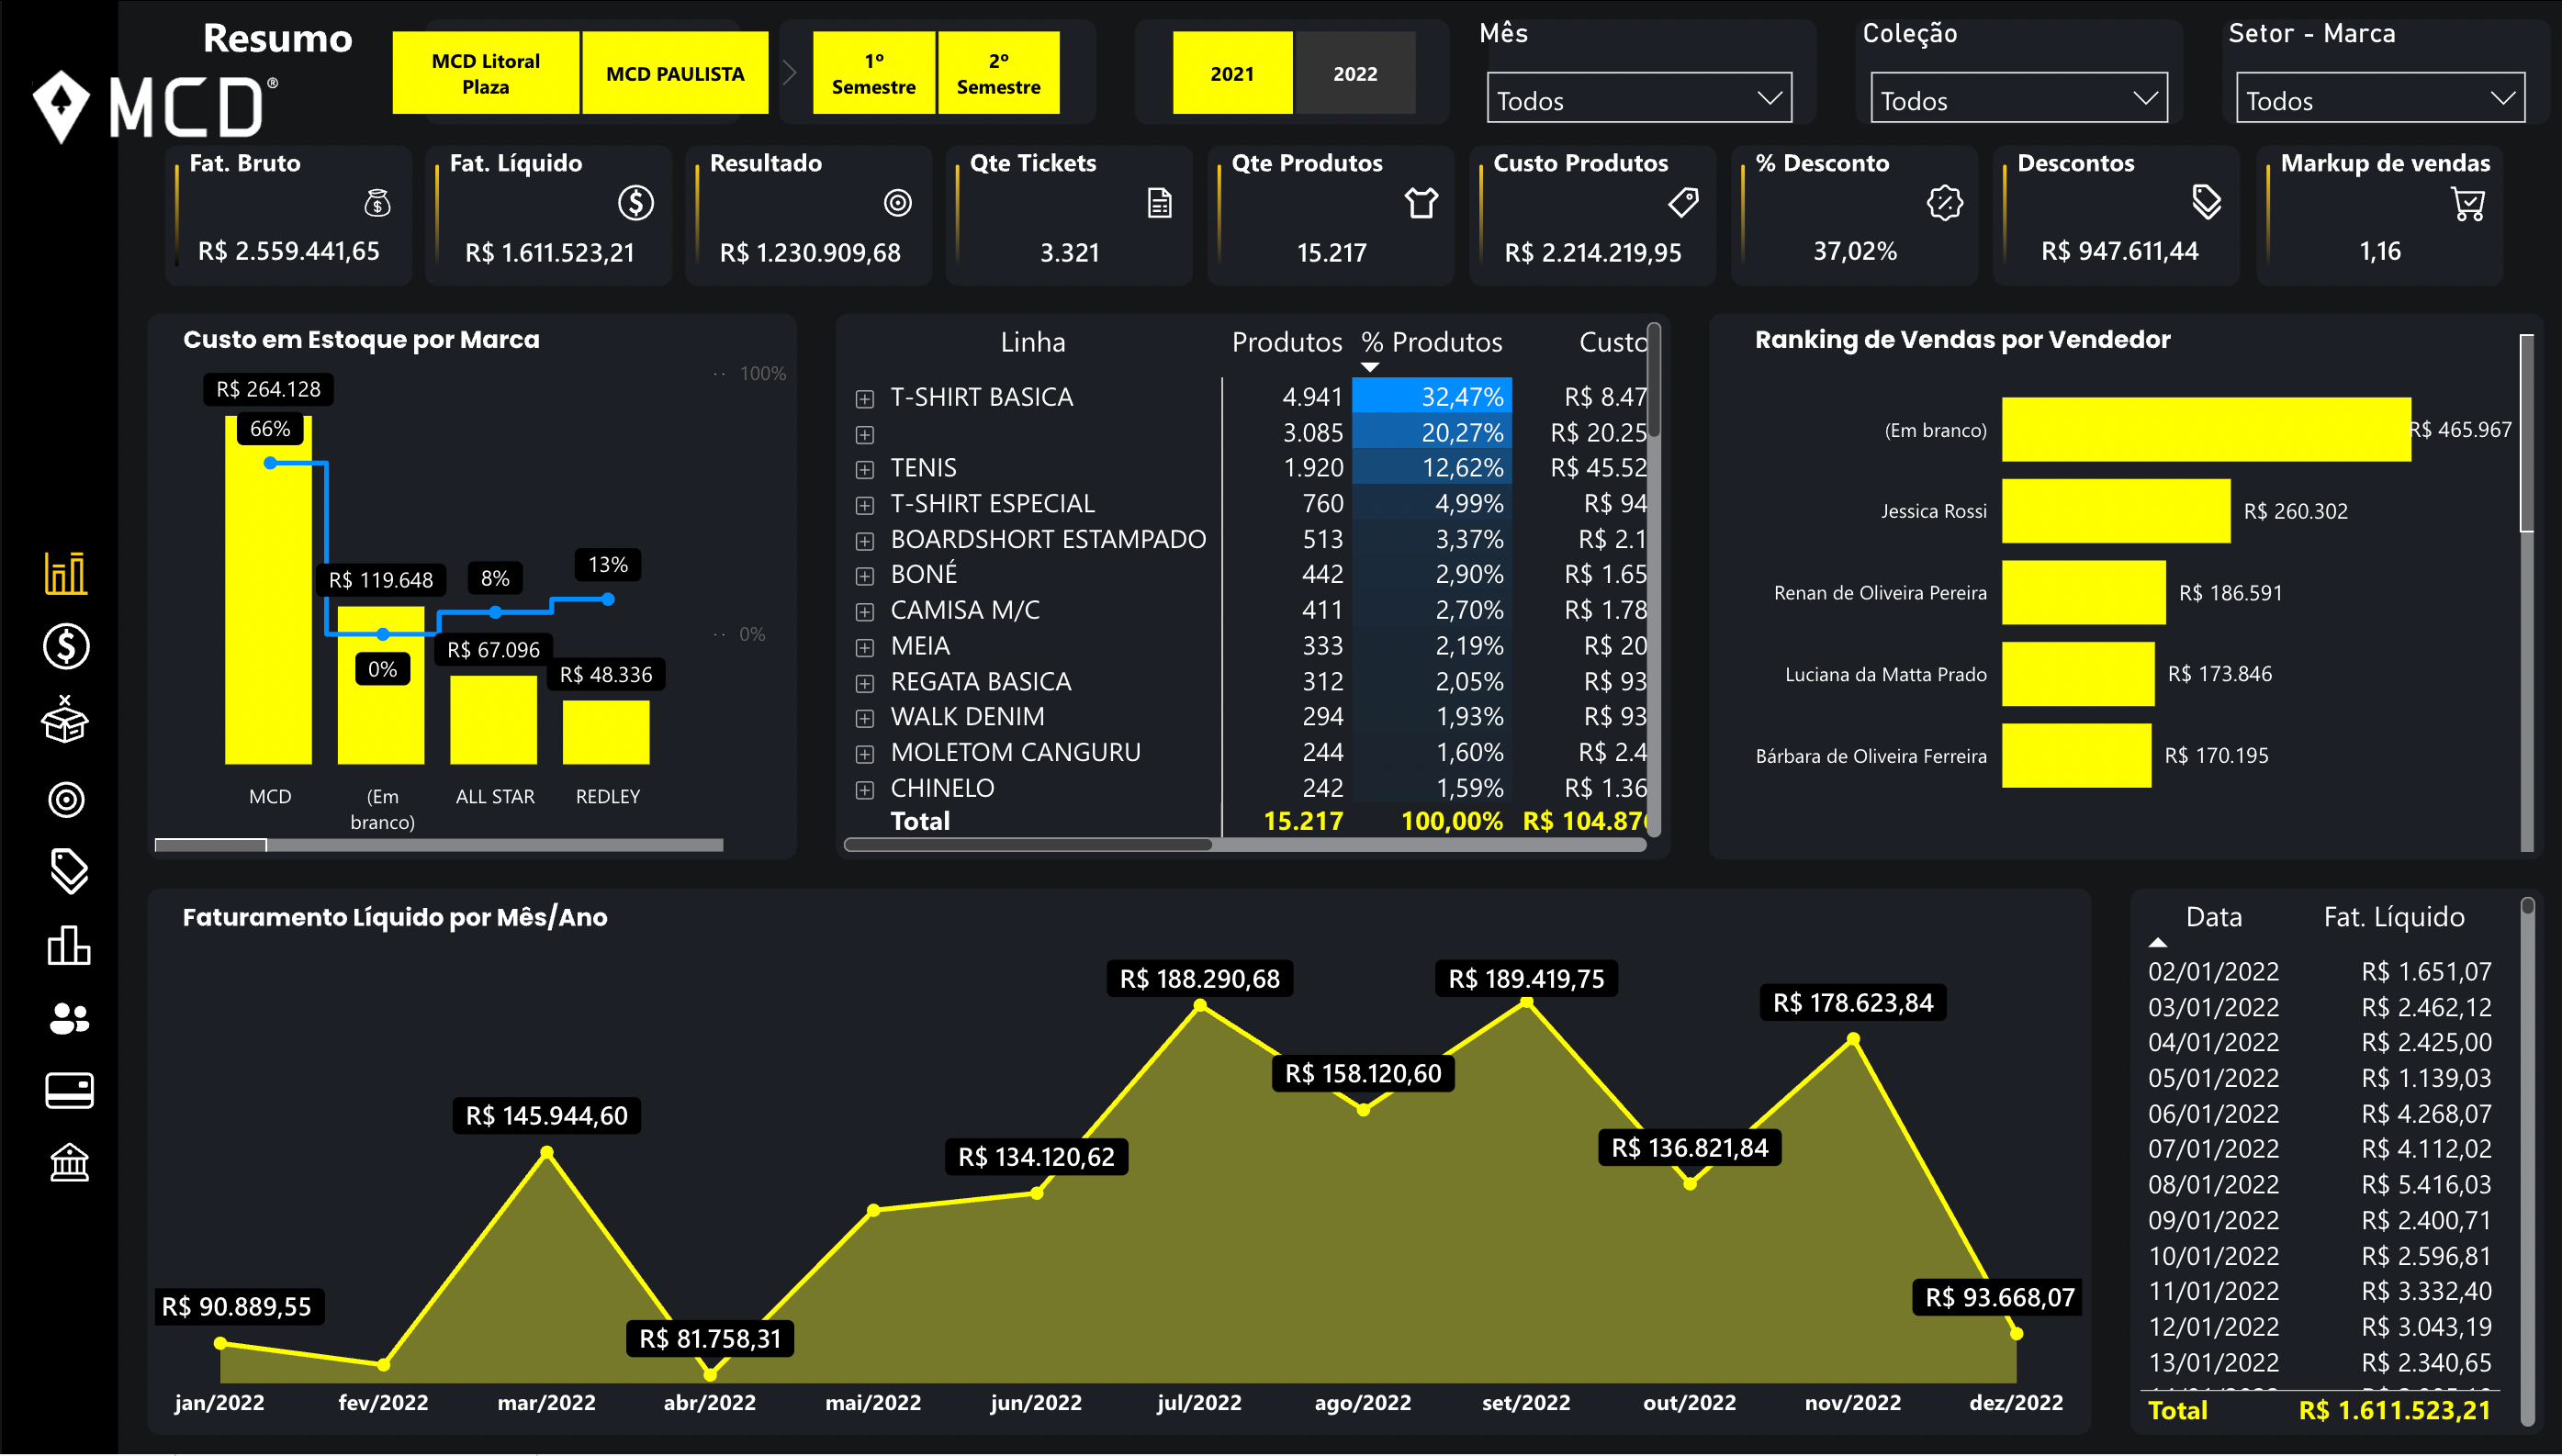 Resumo
MCD®
MCD Litoral
Plaza
MCD PAULISTA
1º
Semestre
2º
Semestre
2021
2022
Mês
Todos
Coleção
Todos
Setor - Marca
Todos
Fat. Bruto
R$ 2.559.441,65
Fat. Líquido
R$ 1.611.523,21
Resultado
R$ 1.230.909,68
Qte Tickets
3.321
Qte Produtos
15.217
Custo Produtos
R$ 2.214.219,95
% Desconto
37,02%
Descontos
R$ 947.611,44
Markup de vendas
1,16
Custo em Estoque por Marca
100%
R$ 264.128
66%
R$ 119.648
8%
13%
0%
0%
R$ 67.096
R$ 48.336
MCD
(Em
branco)
ALL STAR
REDLEY
Linha Produtos % Produtos Custo
T-SHIRT BASICA 4.941 32,47% R$ 8.47
3.085 20,27% R$ 20.25
TENIS 1.920 12,62% R$ 45.52
T-SHIRT ESPECIAL 760 4,99% R$ 94
BOARDSHORT ESTAMPADO 513 3,37% R$ 2.1
BONÉ 442 2,90% R$ 1.65
CAMISA M/C 411 2,70% R$ 1.78
MEIA 333 2,19% R$ 20
REGATA BASICA 312 2,05% R$ 93
WALK DENIM 294 1,93% R$ 93
MOLETOM CANGURU 244 1,60% R$ 2.4
CHINELO 242 1,59% R$ 1.36
Total 15.217 100,00% R$ 104.87
Ranking de Vendas por Vendedor
(Em branco) R$ 465.967
Jessica Rossi R$ 260.302
Renan de Oliveira Pereira R$ 186.591
Luciana da Matta Prado R$ 173.846
Bárbara de Oliveira Ferreira R$ 170.195
Faturamento Líquido por Mês/Ano
R$ 90.889,55
R$ 145.944,60
R$ 81.758,31
R$ 134.120,62
R$ 188.290,68
R$ 158.120,60
R$ 189.419,75
R$ 136.821,84
R$ 178.623,84
R$ 93.668,07
jan/2022 fev/2022 mar/2022 abr/2022 mai/2022 jun/2022 jul/2022 ago/2022 set/2022 out/2022 nov/2022 dez/2022
Data Fat. Líquido
02/01/2022 R$ 1.651,07
03/01/2022 R$ 2.462,12
04/01/2022 R$ 2.425,00
05/01/2022 R$ 1.139,03
06/01/2022 R$ 4.268,07
07/01/2022 R$ 4.112,02
08/01/2022 R$ 5.416,03
09/01/2022 R$ 2.400,71
10/01/2022 R$ 2.596,81
11/01/2022 R$ 3.332,40
12/01/2022 R$ 3.043,19
13/01/2022 R$ 2.340,65
Total R$ 1.611.523,21